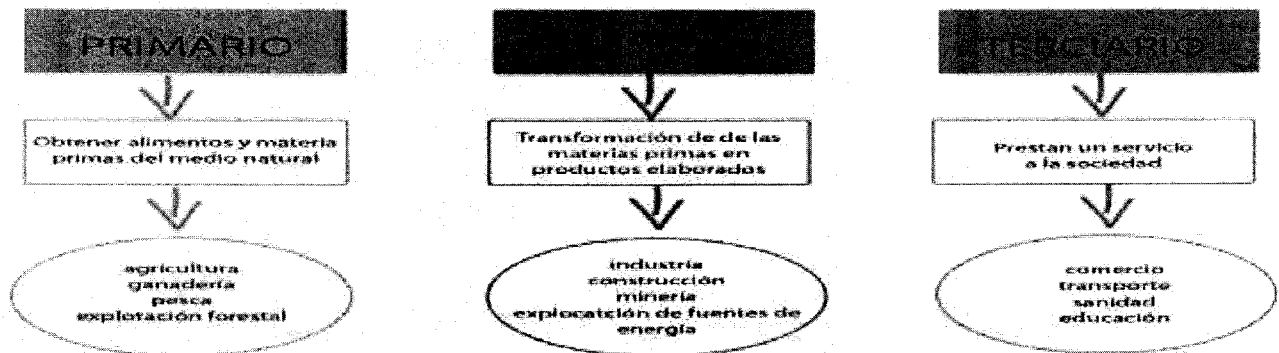 PRIMARIO
TERCIARIO
Obtener alimentos y materia
primas del medio natural
Transformación de de las
materias primas en
productos elaborados
Prestan un servicio
a la sociedad
agricultura
ganadería
pesca
explotación forestal
industria
construcción
minería
explocatción de fuentes de
energía
comercio
transporte
sanidad
educación